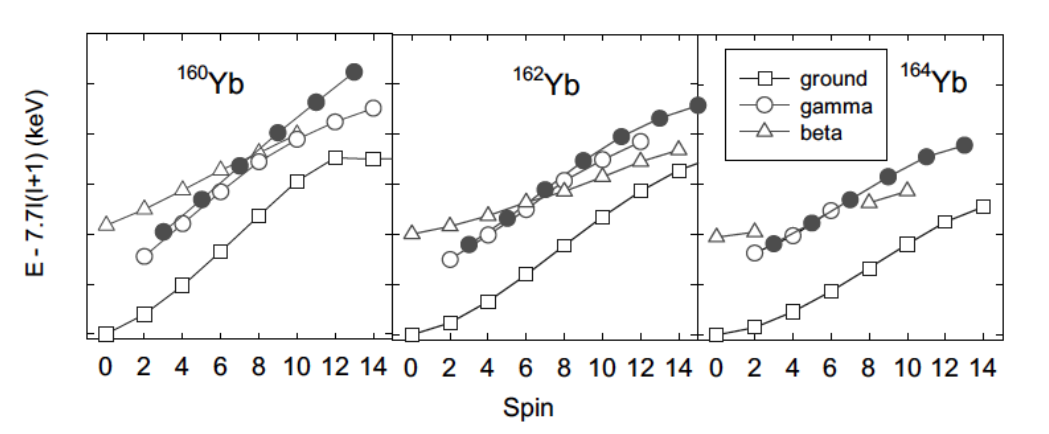 E - 7.7I(I+1) (keV)
¹⁶⁰Yb
¹⁶²Yb
¹⁶⁴Yb
ground
gamma
beta
0 2 4 6 8 10 12 14
0 2 4 6 8 10 12 14
0 2 4 6 8 10 12 14
Spin